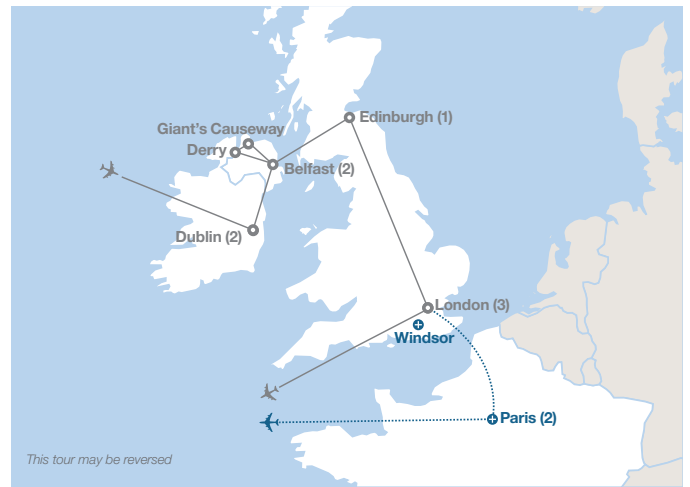 Edinburgh (1)
Giant's Causeway
Derry
Belfast (2)
Dublin (2)
London (3)
Windsor
Paris (2)
This tour may be reversed